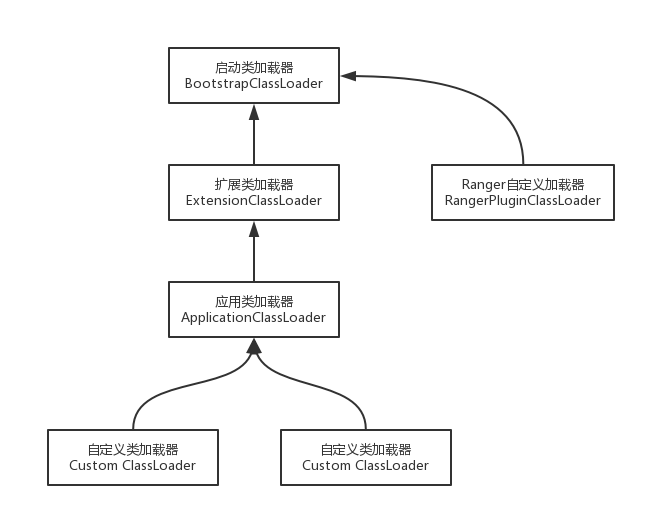 启动类加载器
BootstrapClassLoader
扩展类加载器
ExtensionClassLoader
Ranger自定义加载器
RangerPluginClassLoader
应用类加载器
ApplicationClassLoader
自定义类加载器
Custom ClassLoader
自定义类加载器
Custom ClassLoader